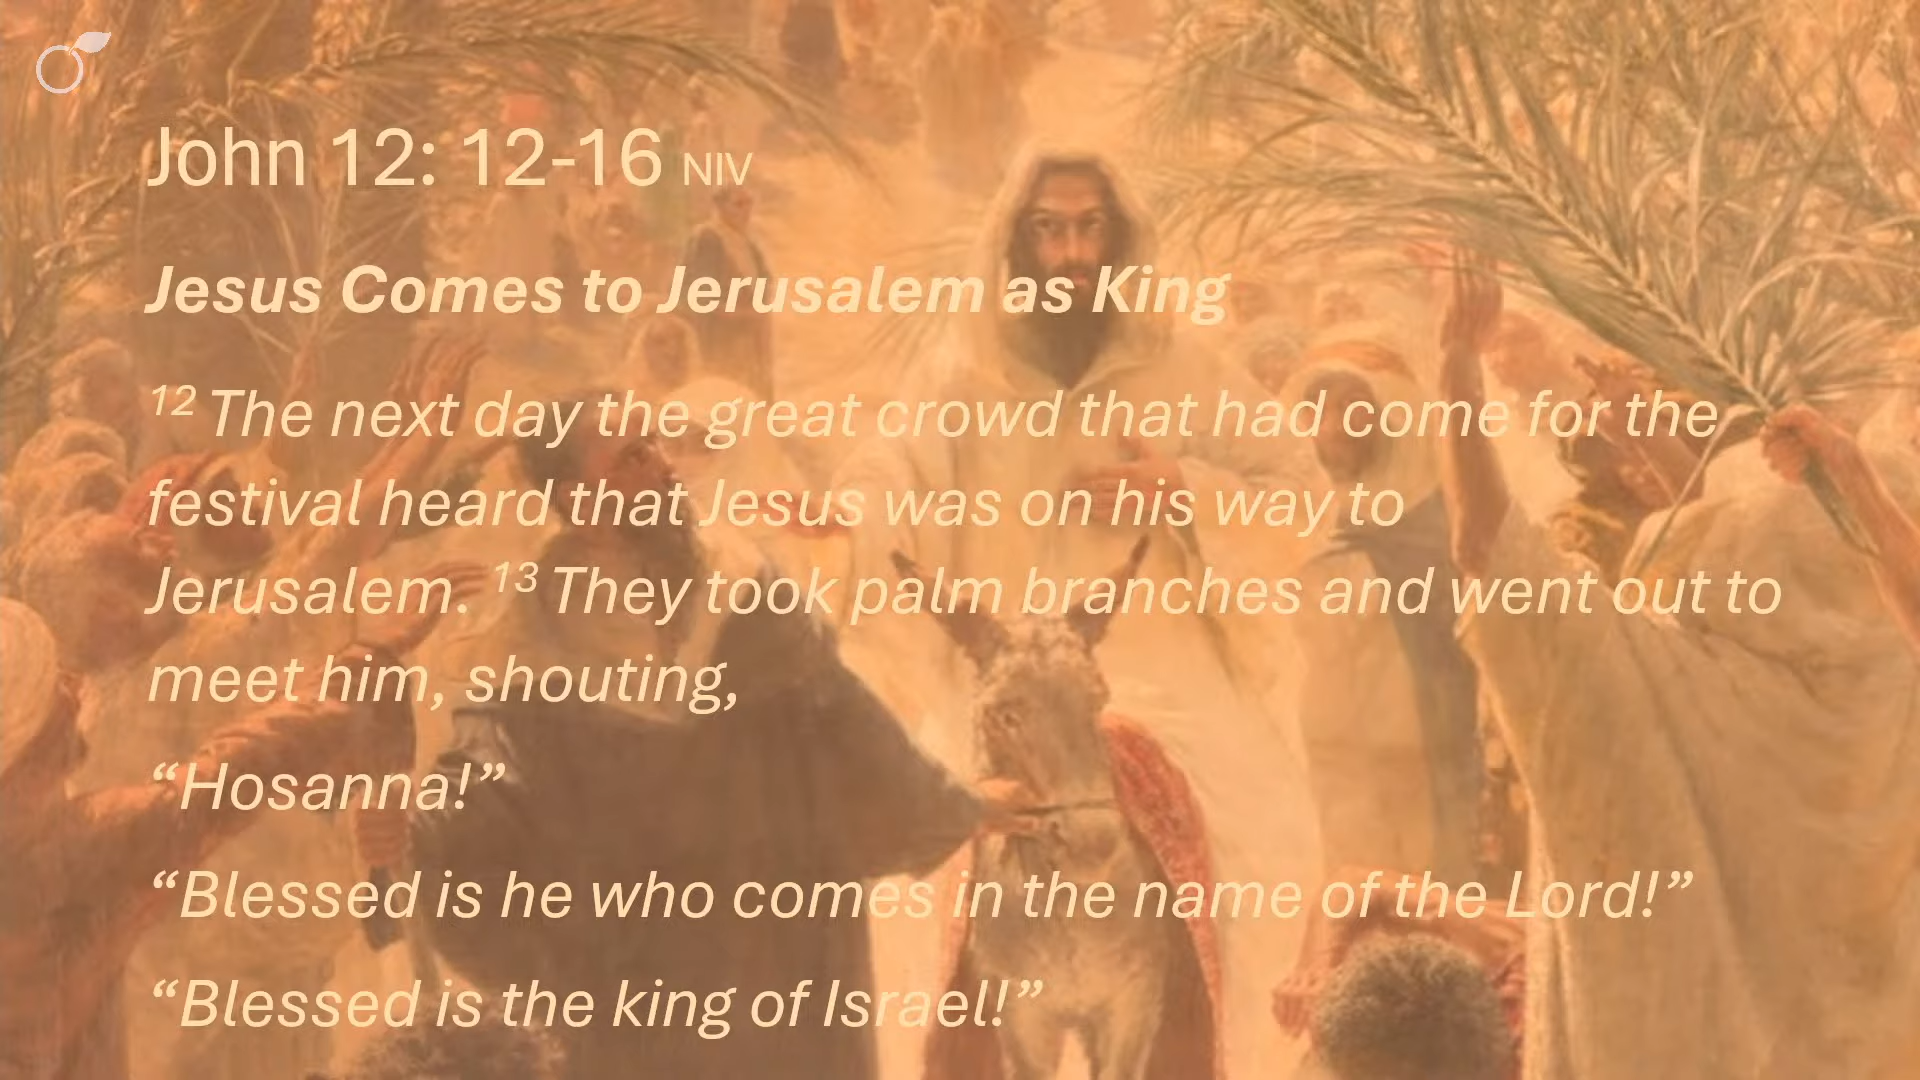 John 12: 12-16 NIV
Jesus Comes to Jerusalem as King
12 The next day the great crowd that had come for the
festival heard that Jesus was on his way to
Jerusalem. 13 They took palm branches and went out to
meet him, shouting,
“Hosanna!”
“Blessed is he who comes in the name of the Lord!”
“Blessed is the king of Israel!”